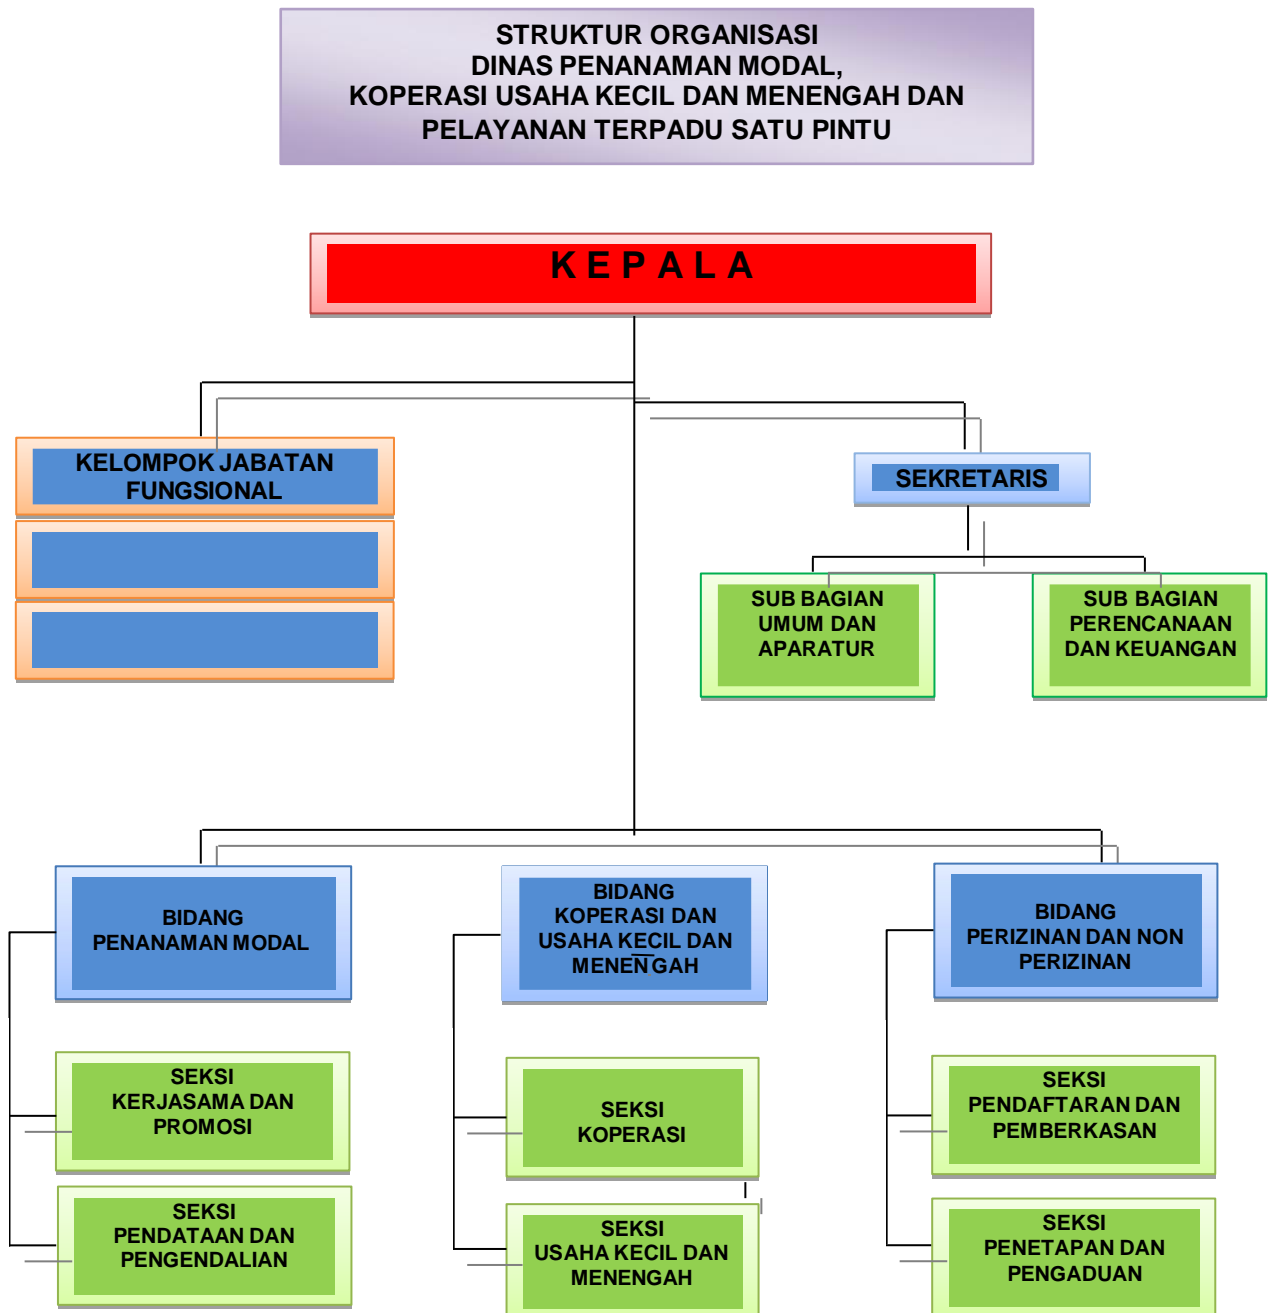 STRUKTUR ORGANISASI
DINAS PENANAMAN MODAL,
KOPERASI USAHA KECIL DAN MENENGAH DAN
PELAYANAN TERPADU SATU PINTU
K E P A L A
KELOMPOK JABATAN
FUNGSIONAL
SEKRETARIS
SUB BAGIAN
UMUM DAN
APARATUR
SUB BAGIAN
PERENCANAAN
DAN KEUANGAN
BIDANG
PENANAMAN MODAL
BIDANG
KOPERASI DAN
USAHA KECIL DAN
MENENGAH
BIDANG
PERIZINAN DAN NON
PERIZINAN
SEKSI
KERJASAMA DAN
PROMOSI
SEKSI
KOPERASI
SEKSI
PENDAFTARAN DAN
PEMBERKASAN
SEKSI
PENDATAAN DAN
PENGENDALIAN
SEKSI
USAHA KECIL DAN
MENENGAH
SEKSI
PENETAPAN DAN
PENGADUAN